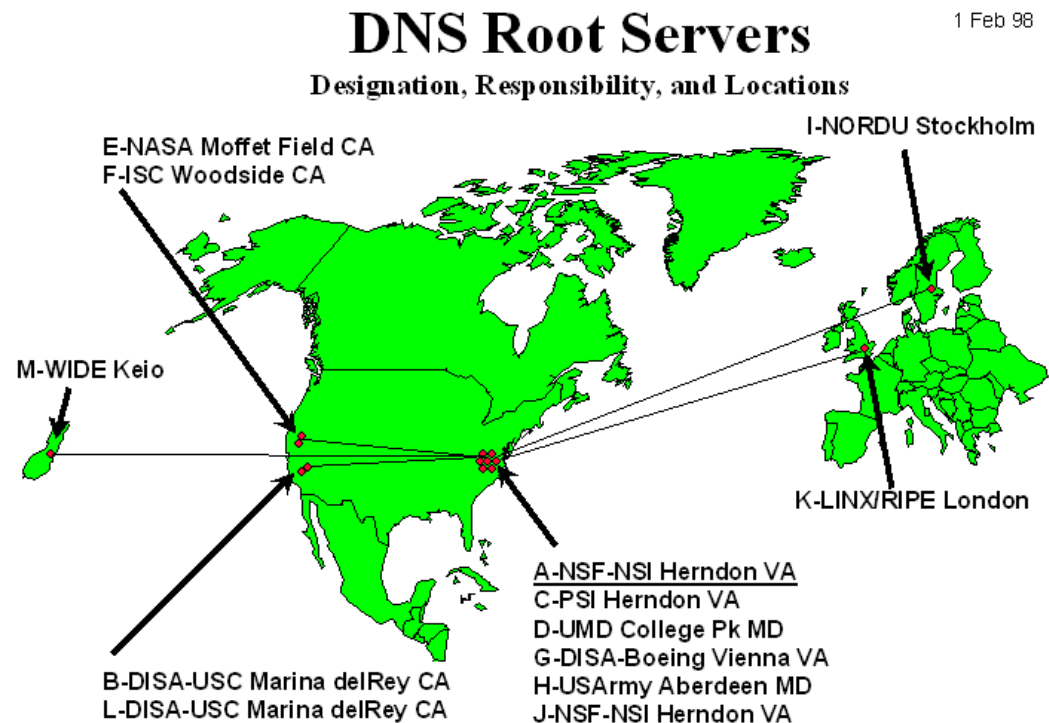 DNS Root Servers
1 Feb 98
Designation, Responsibility, and Locations
I-NORDU Stockholm
E-NASA Moffet Field CA
F-ISC Woodside CA
M-WIDE Keio
K-LINX/RIPE London
A-NSF-NSI Herndon VA
C-PSI Herndon VA
D-UMD College Pk MD
G-DISA-Boeing Vienna VA
H-USArmy Aberdeen MD
J-NSF-NSI Herndon VA
B-DISA-USC Marina delRey CA
L-DISA-USC Marina delRey CA